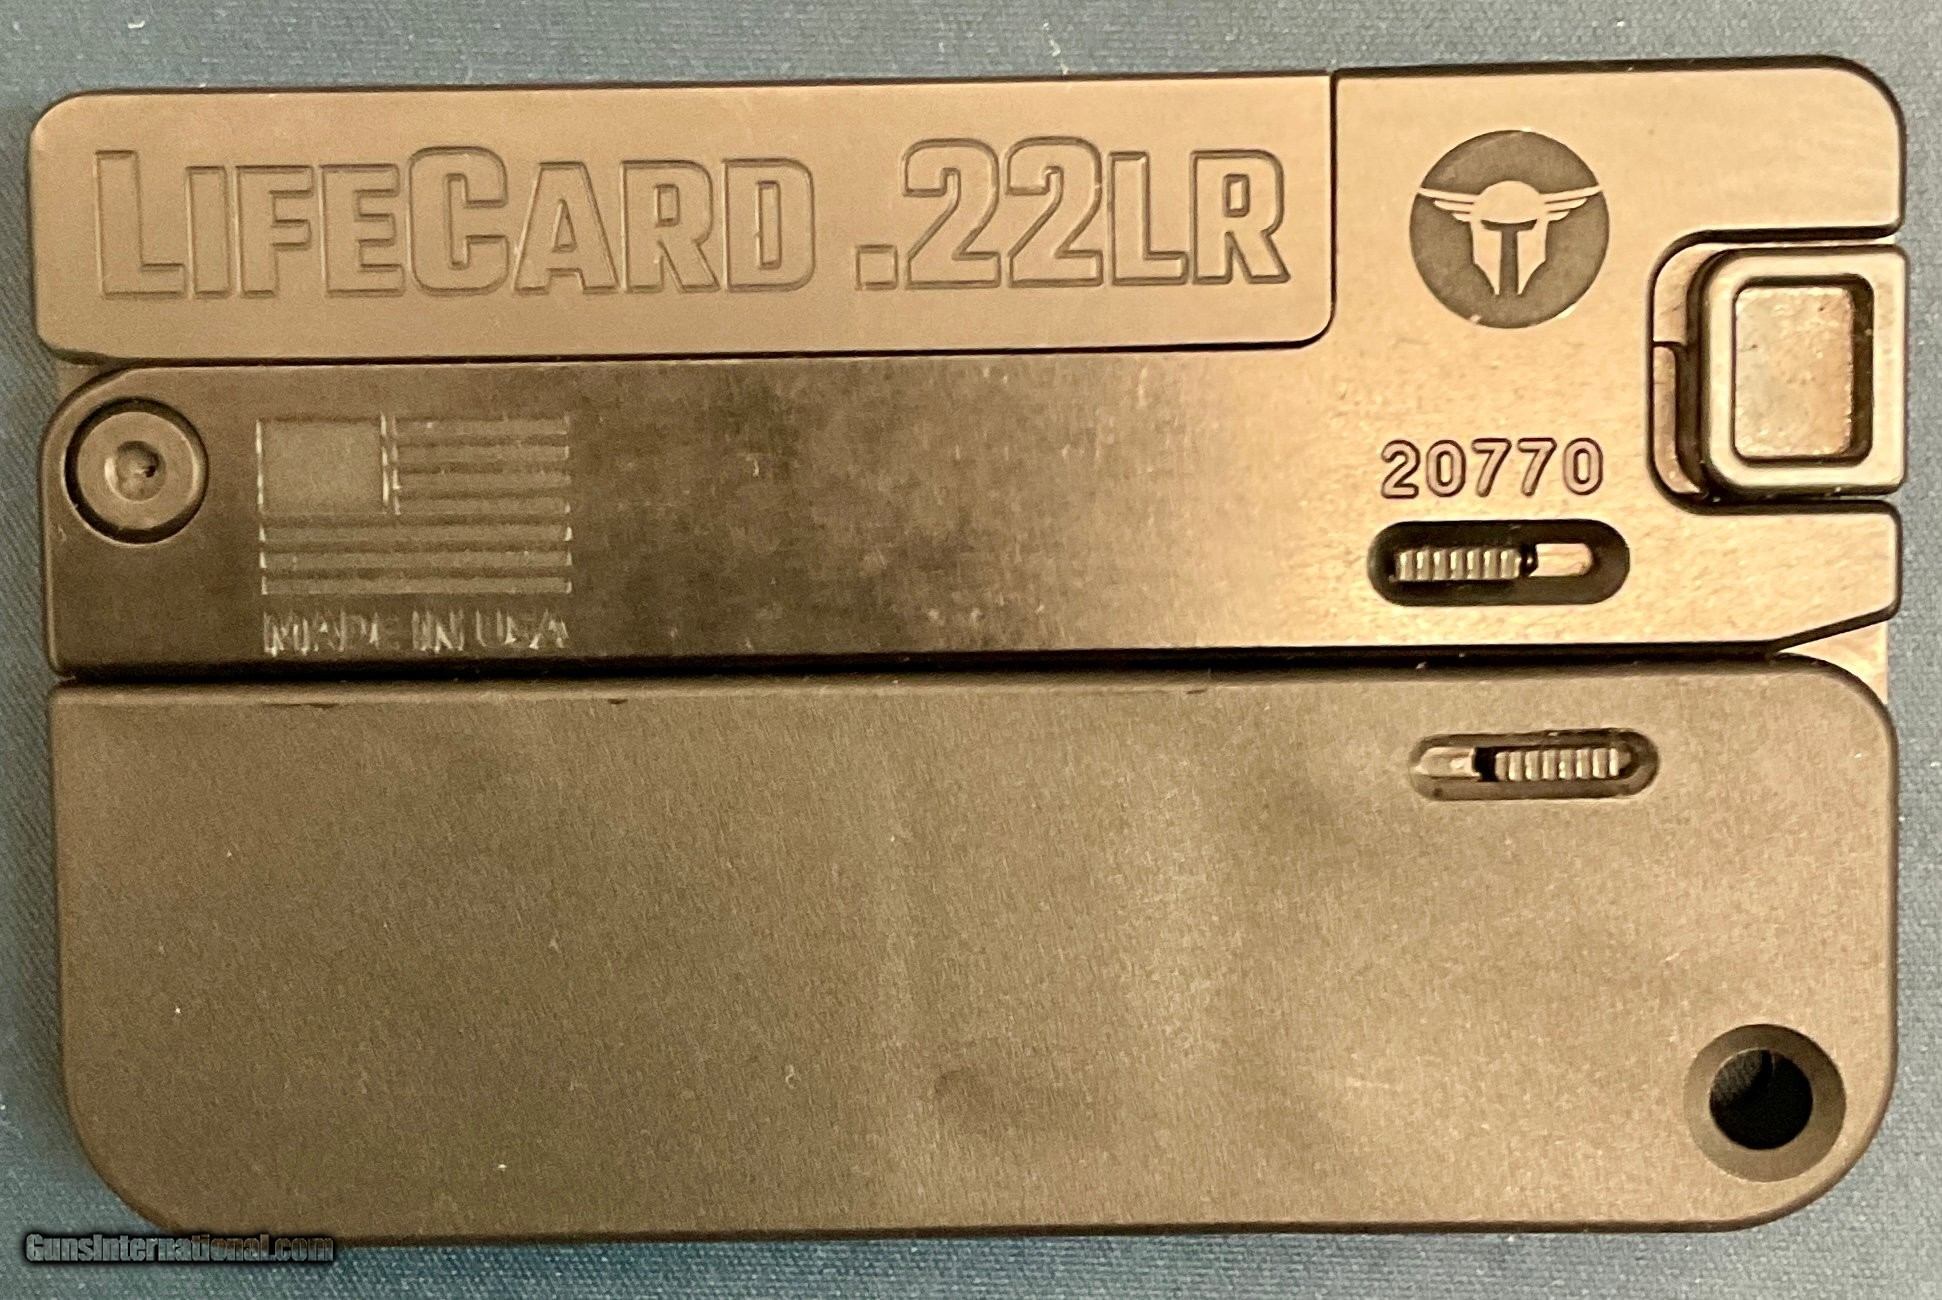 LIFECARD .22LR
20770
MADE IN USA
GunsInternational.com